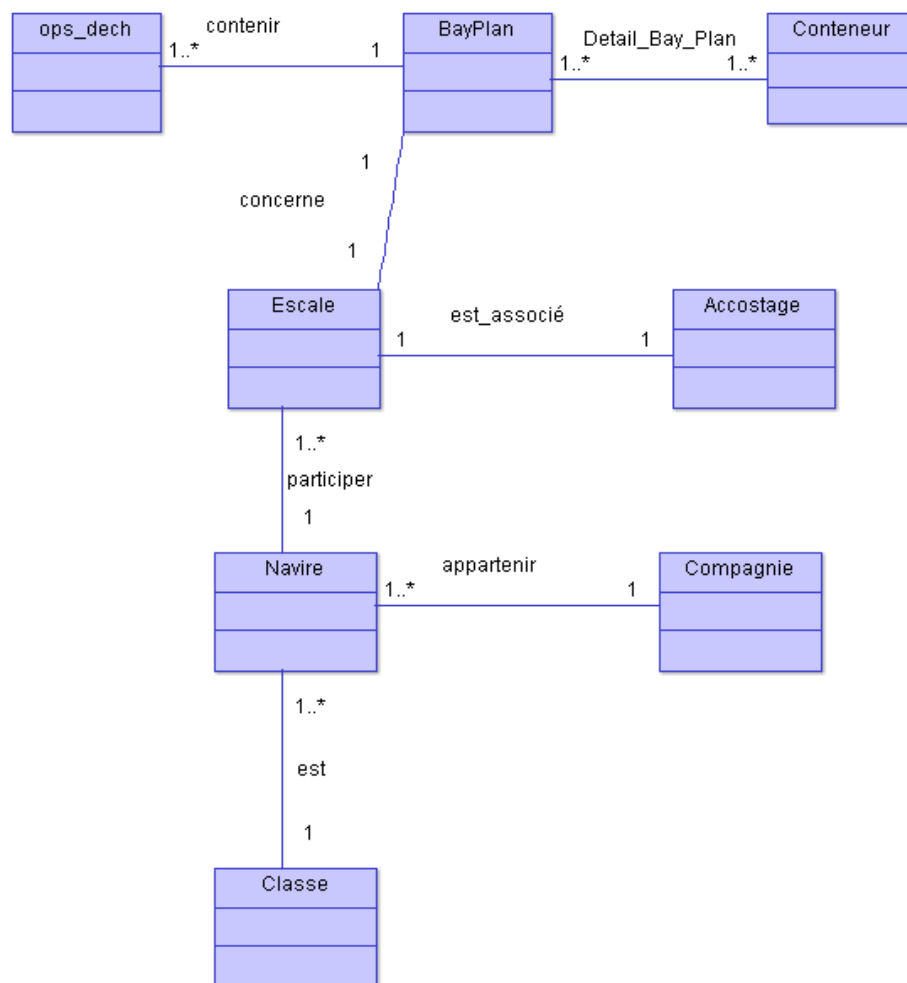 ops_dech
contenir
1..*
1
BayPlan
Detail_Bay_Plan
1..*
1..*
Conteneur
1
concerne
1
Escale
est_associé
1
1
Accostage
1..*
participer
1
Navire
appartenir
1..*
1
Compagnie
1..*
est
1
Classe